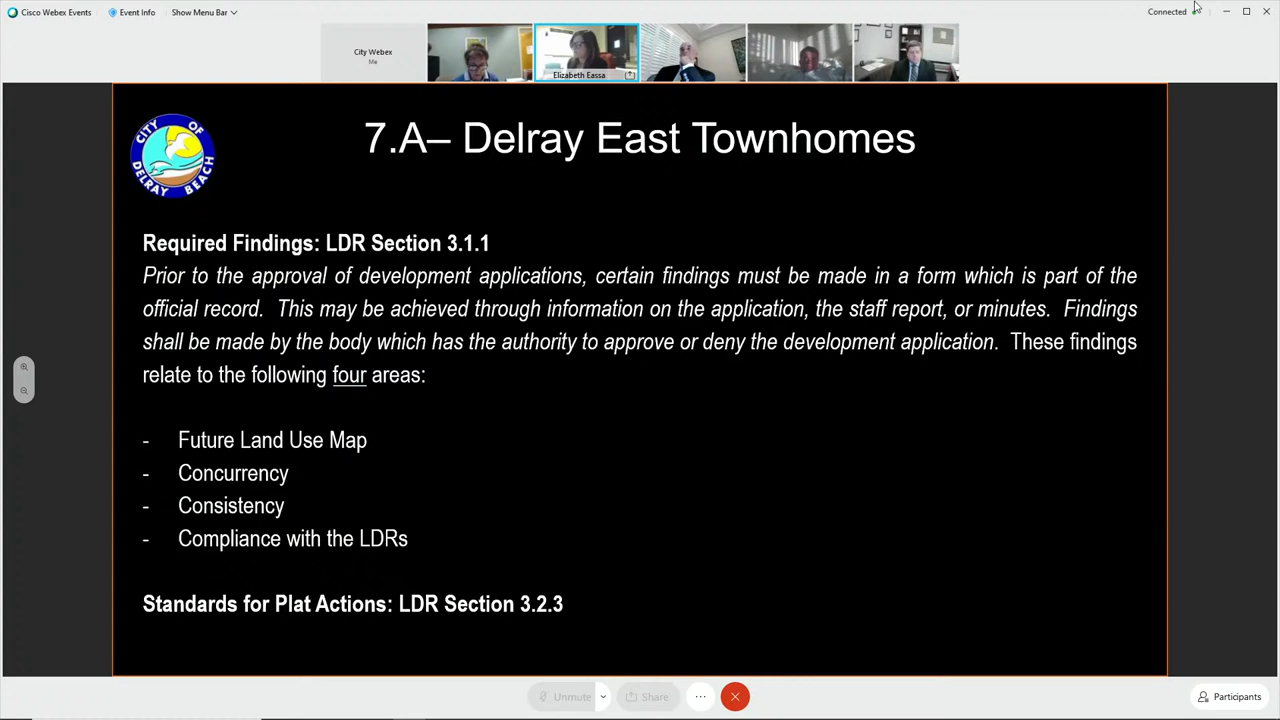 Cisco Webex Events
Event Info
Show Menu Bar
Connected
City Webex
Me
Elizabeth Eassa
CITY OF
DELRAY BEACH
7.A– Delray East Townhomes
Required Findings: LDR Section 3.1.1
Prior to the approval of development applications, certain findings must be made in a form which is part of the
official record. This may be achieved through information on the application, the staff report, or minutes. Findings
shall be made by the body which has the authority to approve or deny the development application. These findings
relate to the following four areas:
- Future Land Use Map
- Concurrency
- Consistency
- Compliance with the LDRs
Standards for Plat Actions: LDR Section 3.2.3
Unmute
Share
Participants